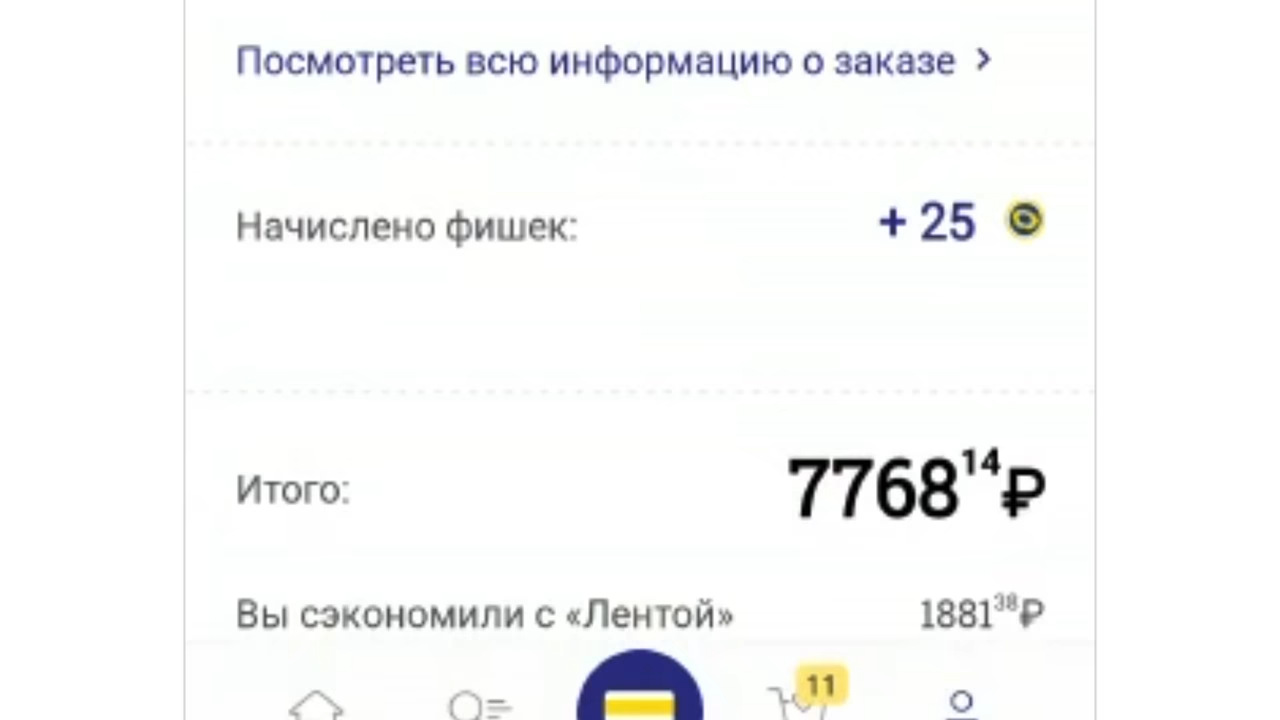 Посмотреть всю информацию о заказе >
Начислено фишек: + 25
Итого: 7768¹⁴₽
Вы сэкономили с «Лентой» 1881³⁸₽
11